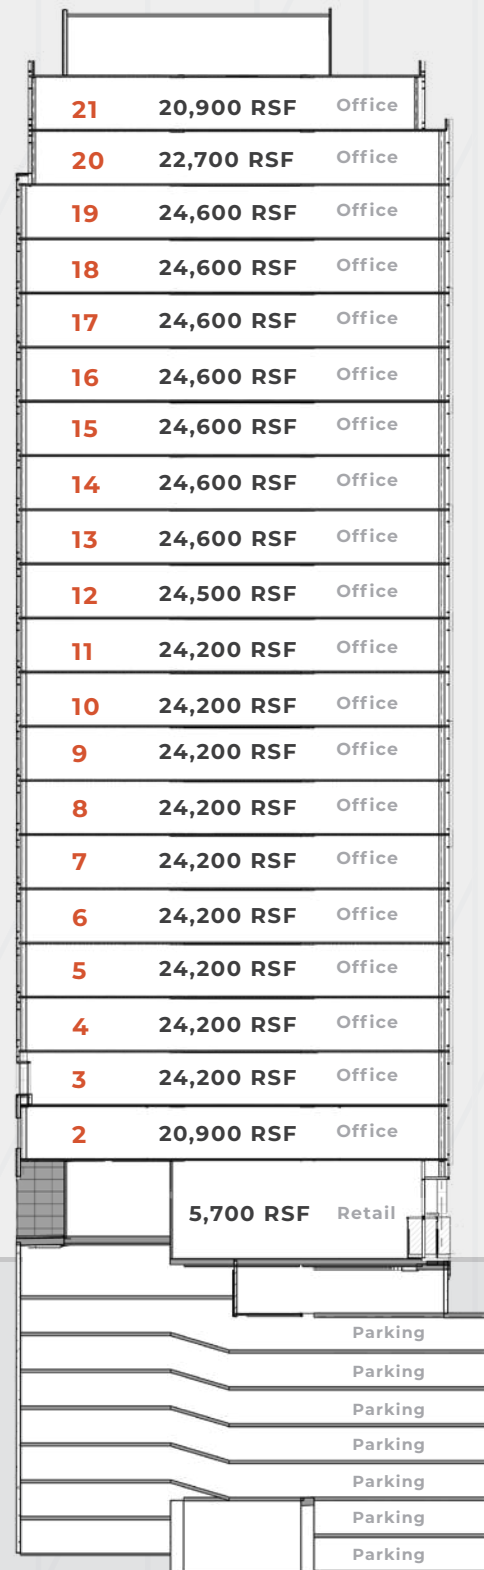 21 20,900 RSF Office
20 22,700 RSF Office
19 24,600 RSF Office
18 24,600 RSF Office
17 24,600 RSF Office
16 24,600 RSF Office
15 24,600 RSF Office
14 24,600 RSF Office
13 24,600 RSF Office
12 24,500 RSF Office
11 24,200 RSF Office
10 24,200 RSF Office
9 24,200 RSF Office
8 24,200 RSF Office
7 24,200 RSF Office
6 24,200 RSF Office
5 24,200 RSF Office
4 24,200 RSF Office
3 24,200 RSF Office
2 20,900 RSF Office
5,700 RSF Retail
Parking
Parking
Parking
Parking
Parking
Parking
Parking